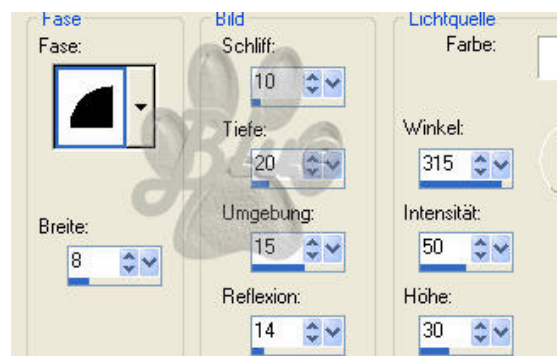 Fase
Fase:
Breite:
8
Bild
Schliff:
10
Tiefe:
20
Umgebung:
15
Reflexion:
14
Lichtquelle
Farbe:
Winkel:
315
Intensität:
50
Höhe:
30
Blue